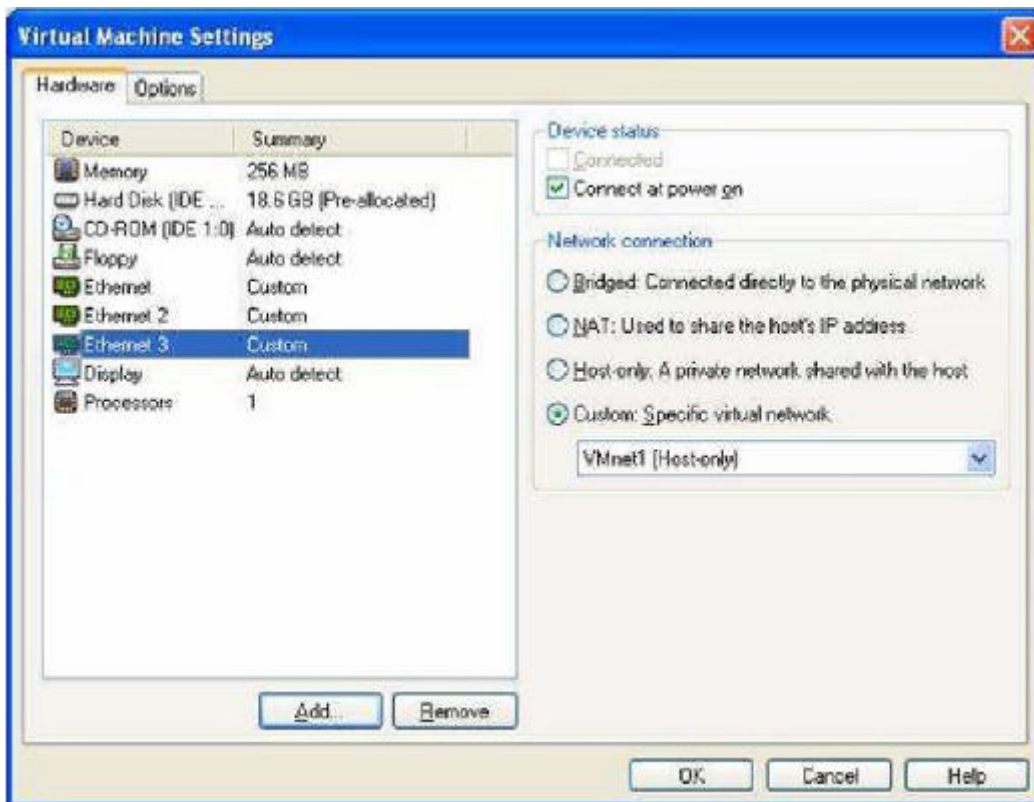 Virtual Machine Settings
Hardware Options
Device Summary
Memory 256 MB
Hard Disk (IDE ... 18.6 GB (Pre-allocated)
CD-ROM (IDE 1:0) Auto detect
Floppy Auto detect
Ethernet Custom
Ethernet 2 Custom
Ethernet 3 Custom
Display Auto detect
Processors 1
Add... Remove
Device status
Connected
Connect at power on
Network connection
Bridged: Connected directly to the physical network
NAT: Used to share the host's IP address
Host-only: A private network shared with the host
Custom: Specific virtual network
VMnet1 (Host-only)
OK Cancel Help